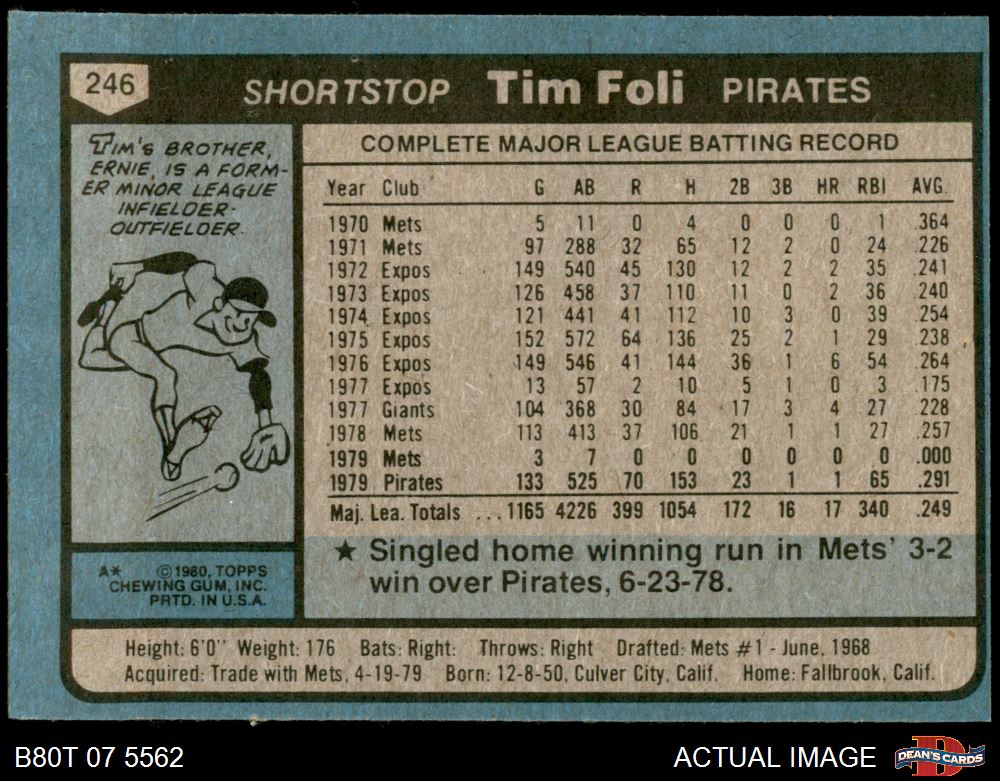 246
SHORTSTOP Tim Foli PIRATES
TIM'S BROTHER,
ERNIE, IS A FORM-
ER MINOR LEAGUE
INFIELDER-
OUTFIELDER.
COMPLETE MAJOR LEAGUE BATTING RECORD
Year Club G AB R H 2B 3B HR RBI AVG.
1970 Mets 5 11 0 4 0 0 0 1 .364
1971 Mets 97 288 32 65 12 2 0 24 .226
1972 Expos 149 540 45 130 12 2 2 35 .241
1973 Expos 126 458 37 110 11 0 2 36 .240
1974 Expos 121 441 41 112 10 3 0 39 .254
1975 Expos 152 572 64 136 25 2 1 29 .238
1976 Expos 149 546 41 144 36 1 6 54 .264
1977 Expos 13 57 2 10 5 1 0 3 .175
1977 Giants 104 368 30 84 17 3 4 27 .228
1978 Mets 113 413 37 106 21 1 1 27 .257
1979 Mets 3 7 0 0 0 0 0 0 .000
1979 Pirates 133 525 70 153 23 1 1 65 .291
Maj. Lea. Totals ...1165 4226 399 1054 172 16 17 340 .249
★ Singled home winning run in Mets' 3-2
win over Pirates, 6-23-78.
A* ©1980, TOPPS
CHEWING GUM, INC.
PRTD. IN U.S.A.
Height: 6'0" Weight: 176 Bats: Right: Throws: Right Drafted: Mets #1 - June, 1968
Acquired: Trade with Mets, 4-19-79 Born: 12-8-50, Culver City, Calif. Home: Fallbrook, Calif.
B80T 07 5562
ACTUAL IMAGE
DEAN'S CARDS